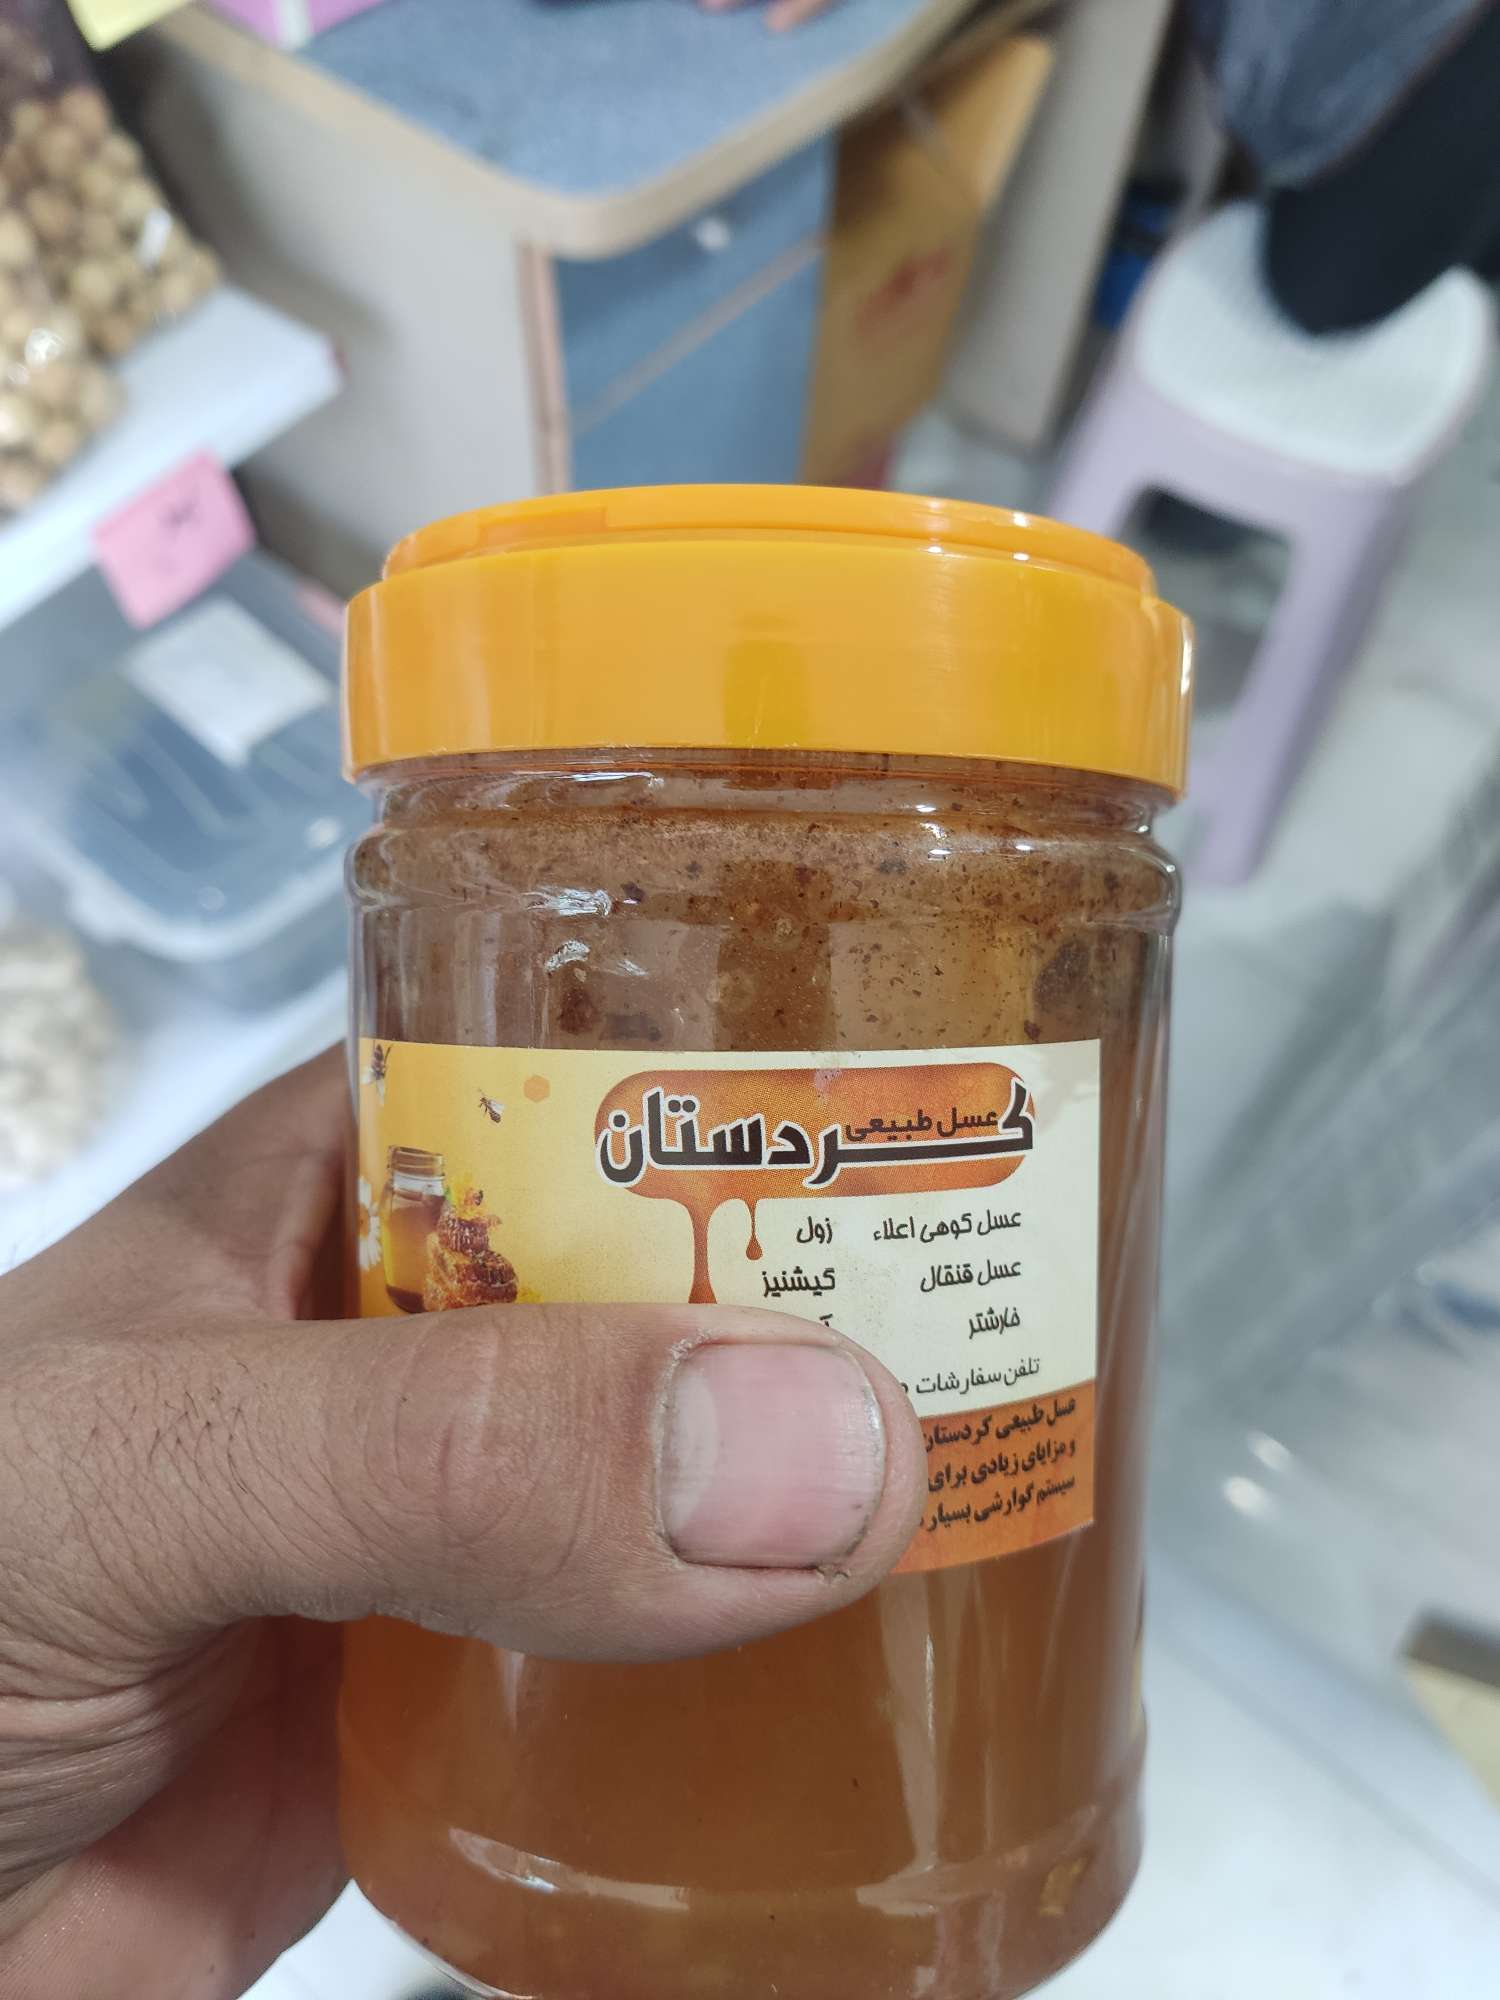 عسل طبیعی
کردستان
عسل کوهی اعلاء زول
عسل قنقال گیشنیز
خارشتر
تلفن سفارشات
عسل طبیعی کردستان
و مزایای زیادی برای
سیستم گوارشی بسیار